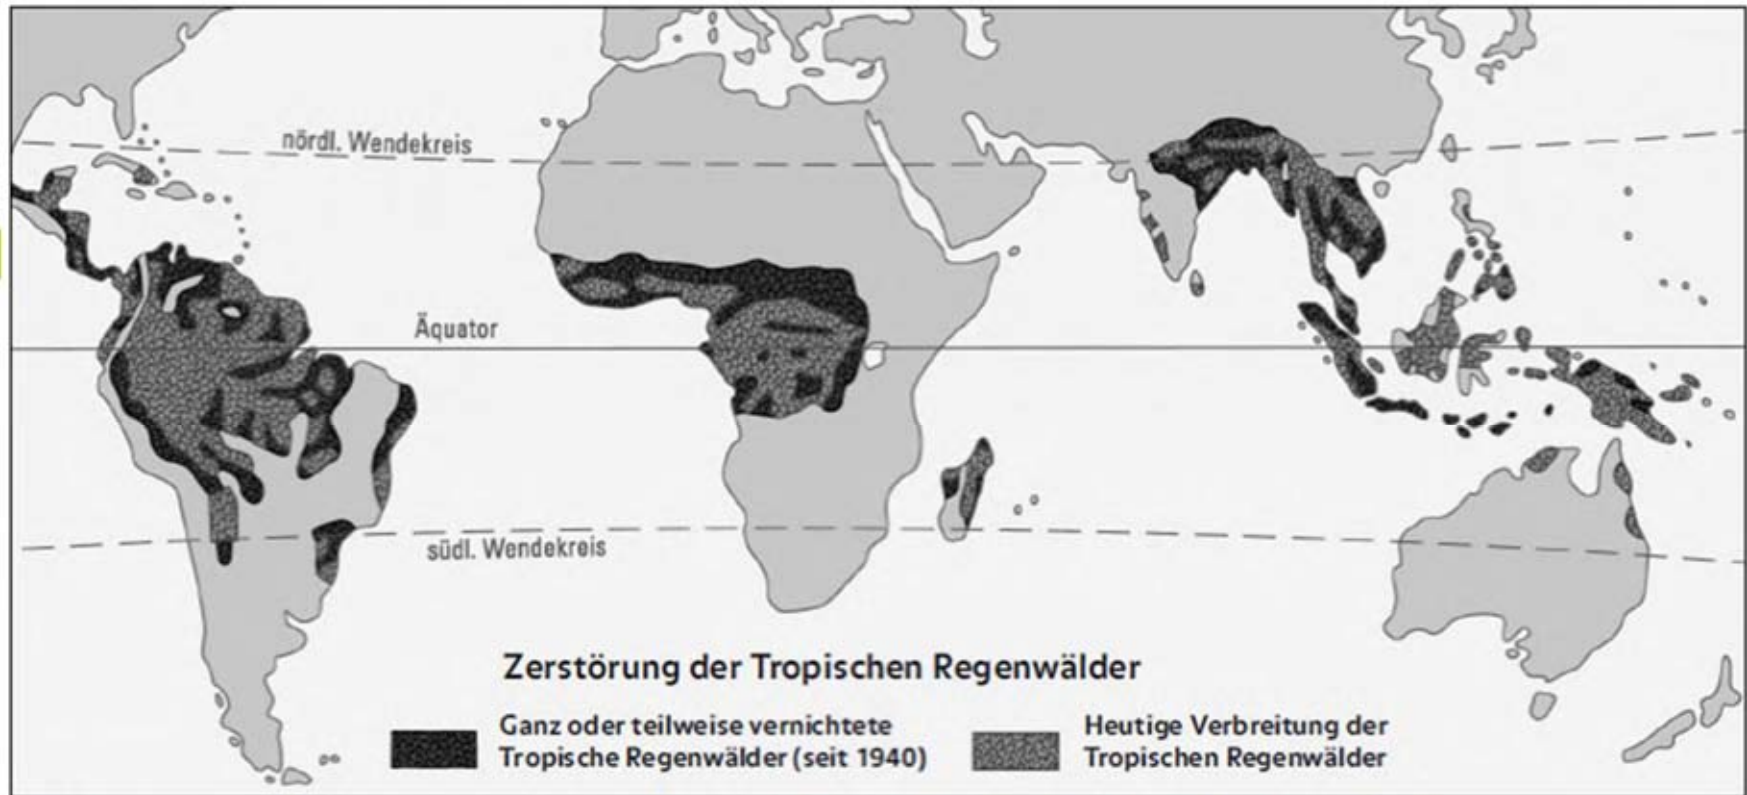 nördl. Wendekreis
Äquator
südl. Wendekreis
Zerstörung der Tropischen Regenwälder
Ganz oder teilweise vernichtete
Tropische Regenwälder (seit 1940)
Heutige Verbreitung der
Tropischen Regenwälder